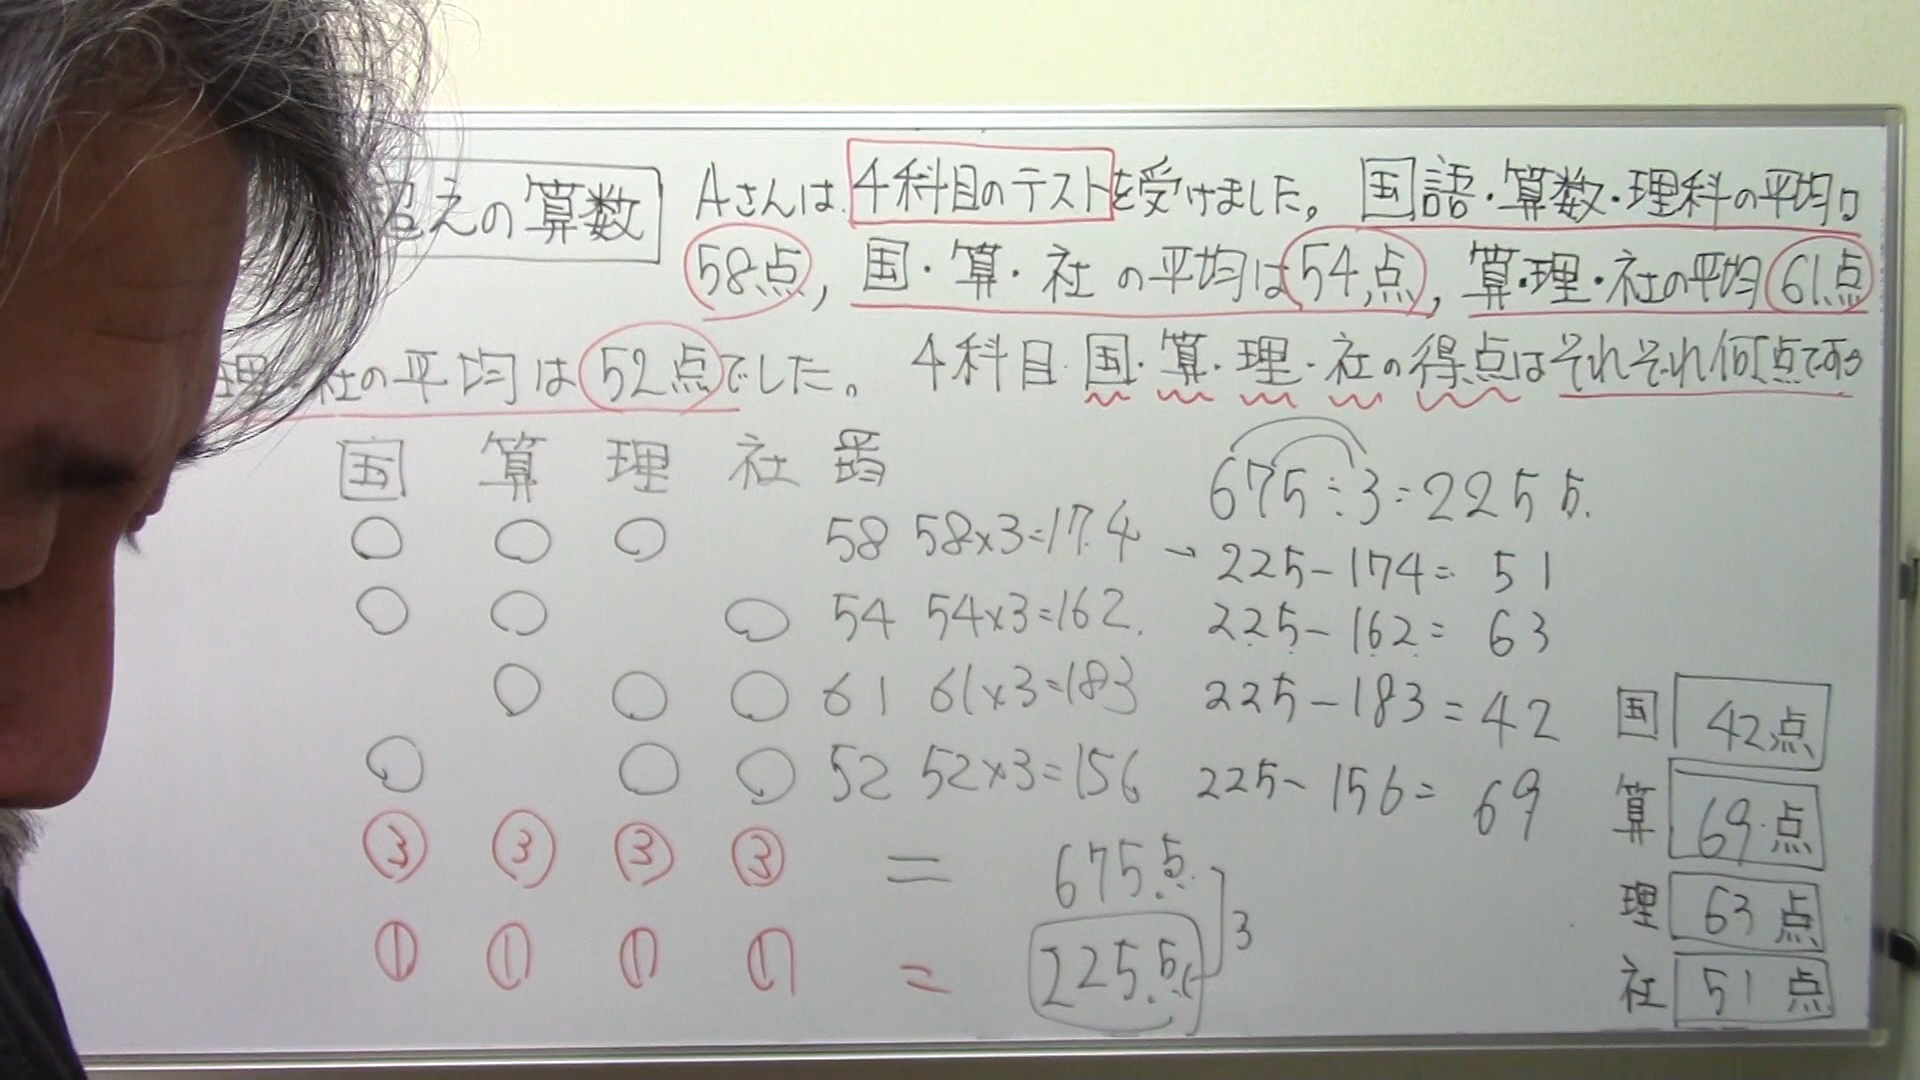 超えの算数
Aさんは4科目のテストを受けました。国語・算数・理科の平均は
58点,国・算・社の平均は54点,算・理・社の平均61点
理・社の平均は52点でした。4科目国・算・理・社の得点はそれぞれ何点ですか
国 算 理 社
○ ○ ○ 58 58×3=174
○ ○ ○ 54 54×3=162
○ ○ ○ 61 61×3=183
○ ○ ○ 52 52×3=156
③ ③ ③ ③ = 675点
① ① ① ① = 225点
3
675÷3=225点
→225-174=51
225-162=63
225-183=42
225-156=69
国 42点
算 69点
理 63点
社 51点